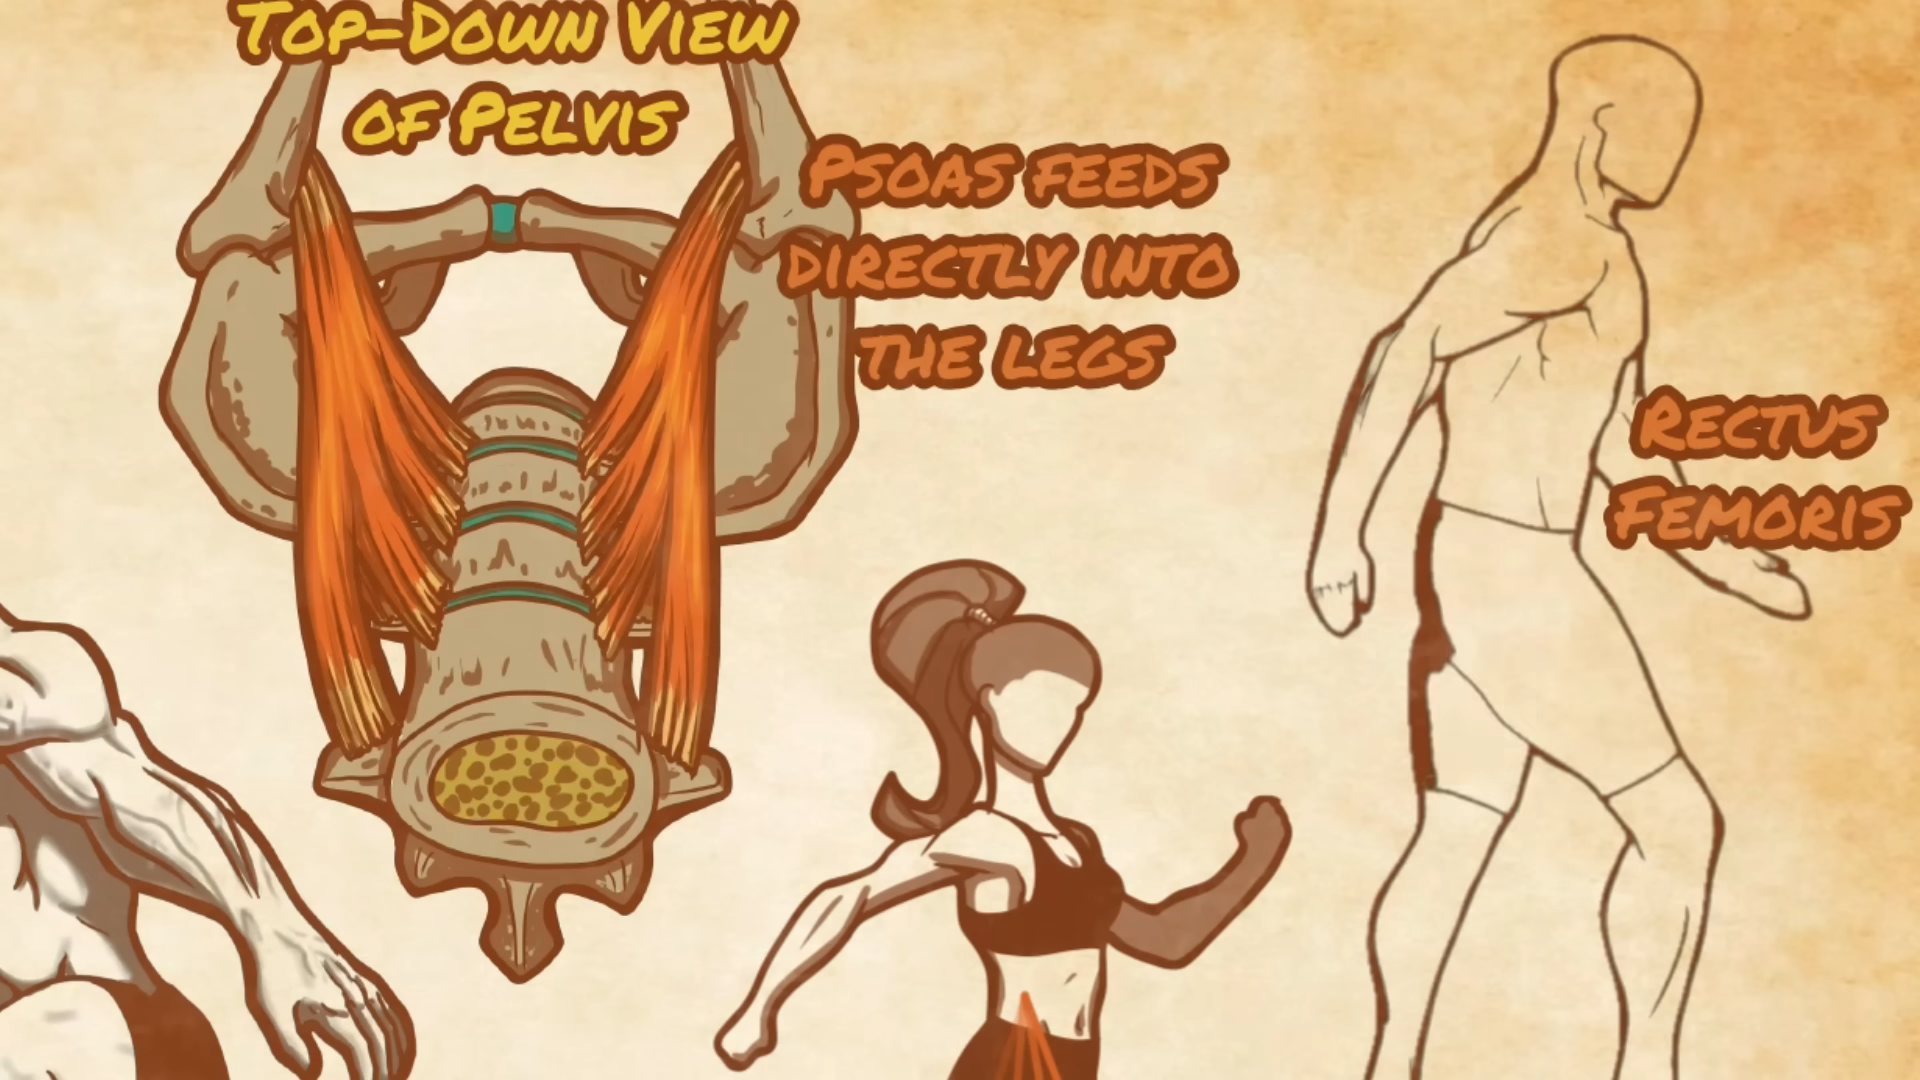 Top-Down View
of Pelvis
Psoas feeds
directly into
the legs
Rectus
Femoris